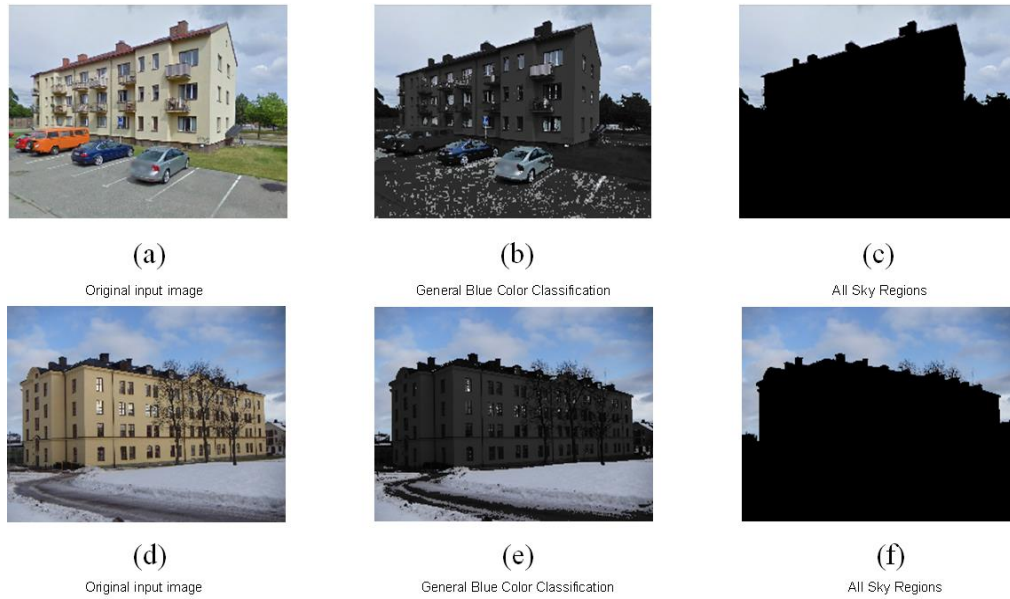 (a) (b) (c)
Original input image General Blue Color Classification All Sky Regions
(d) (e) (f)
Original input image General Blue Color Classification All Sky Regions